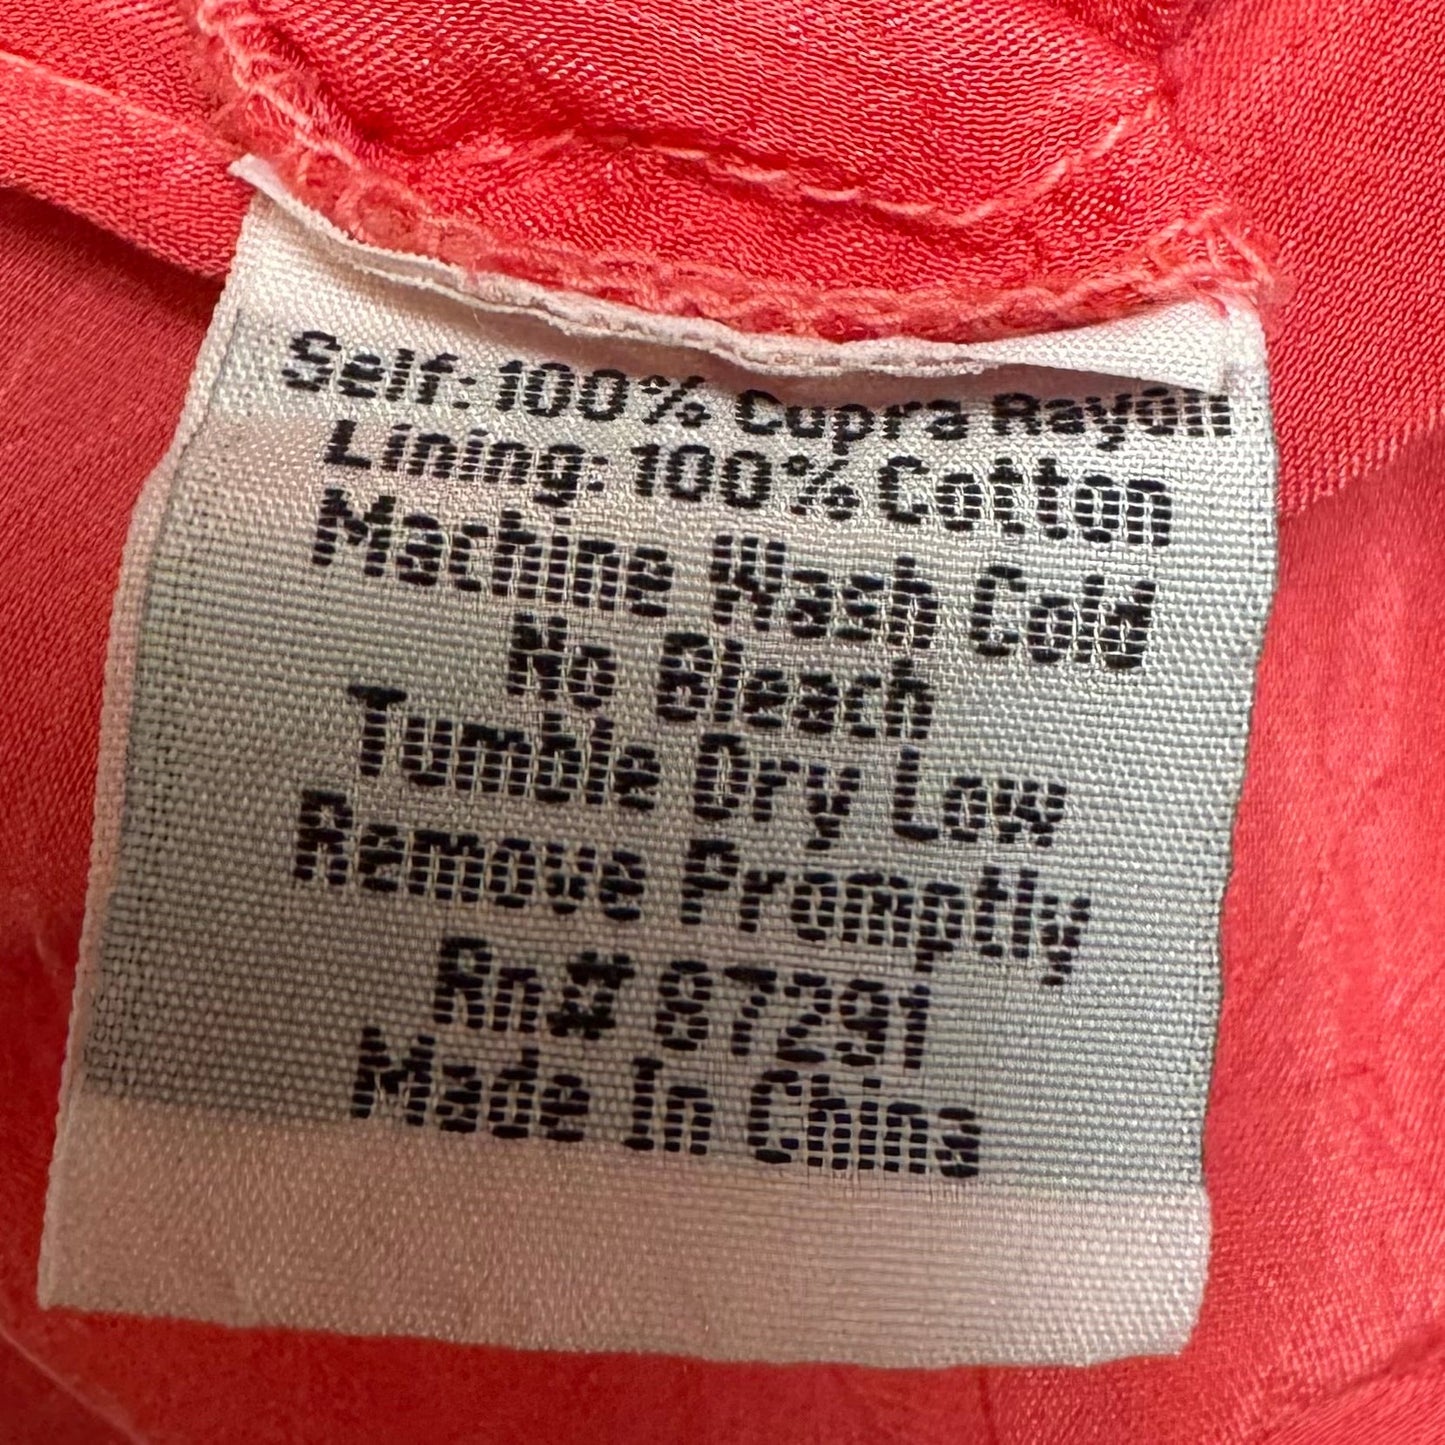 Self: 100% Cupra Rayon
Lining: 100% Cotton
Machine Wash Cold
No Bleach
Tumble Dry Low
Remove Promptly
Rn# 87291
Made In China